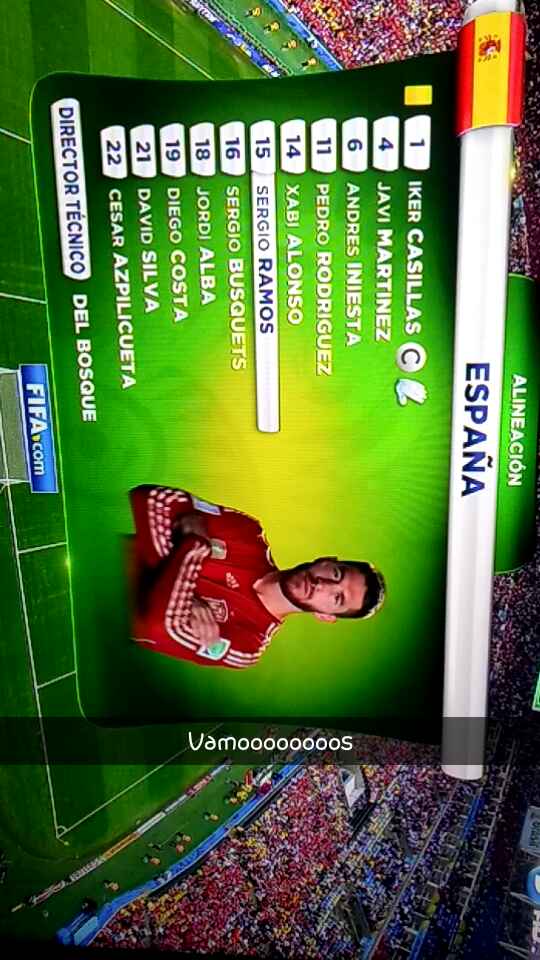 ALINEACIÓN
ESPAÑA
1 IKER CASILLAS C
4 JAVI MARTINEZ
6 ANDRES INIESTA
11 PEDRO RODRIGUEZ
14 XABI ALONSO
15 SERGIO RAMOS
16 SERGIO BUSQUETS
18 JORDI ALBA
19 DIEGO COSTA
21 DAVID SILVA
22 CESAR AZPILICUETA
DIRECTOR TÉCNICO DEL BOSQUE
FIFA.com
Vamoooooooos